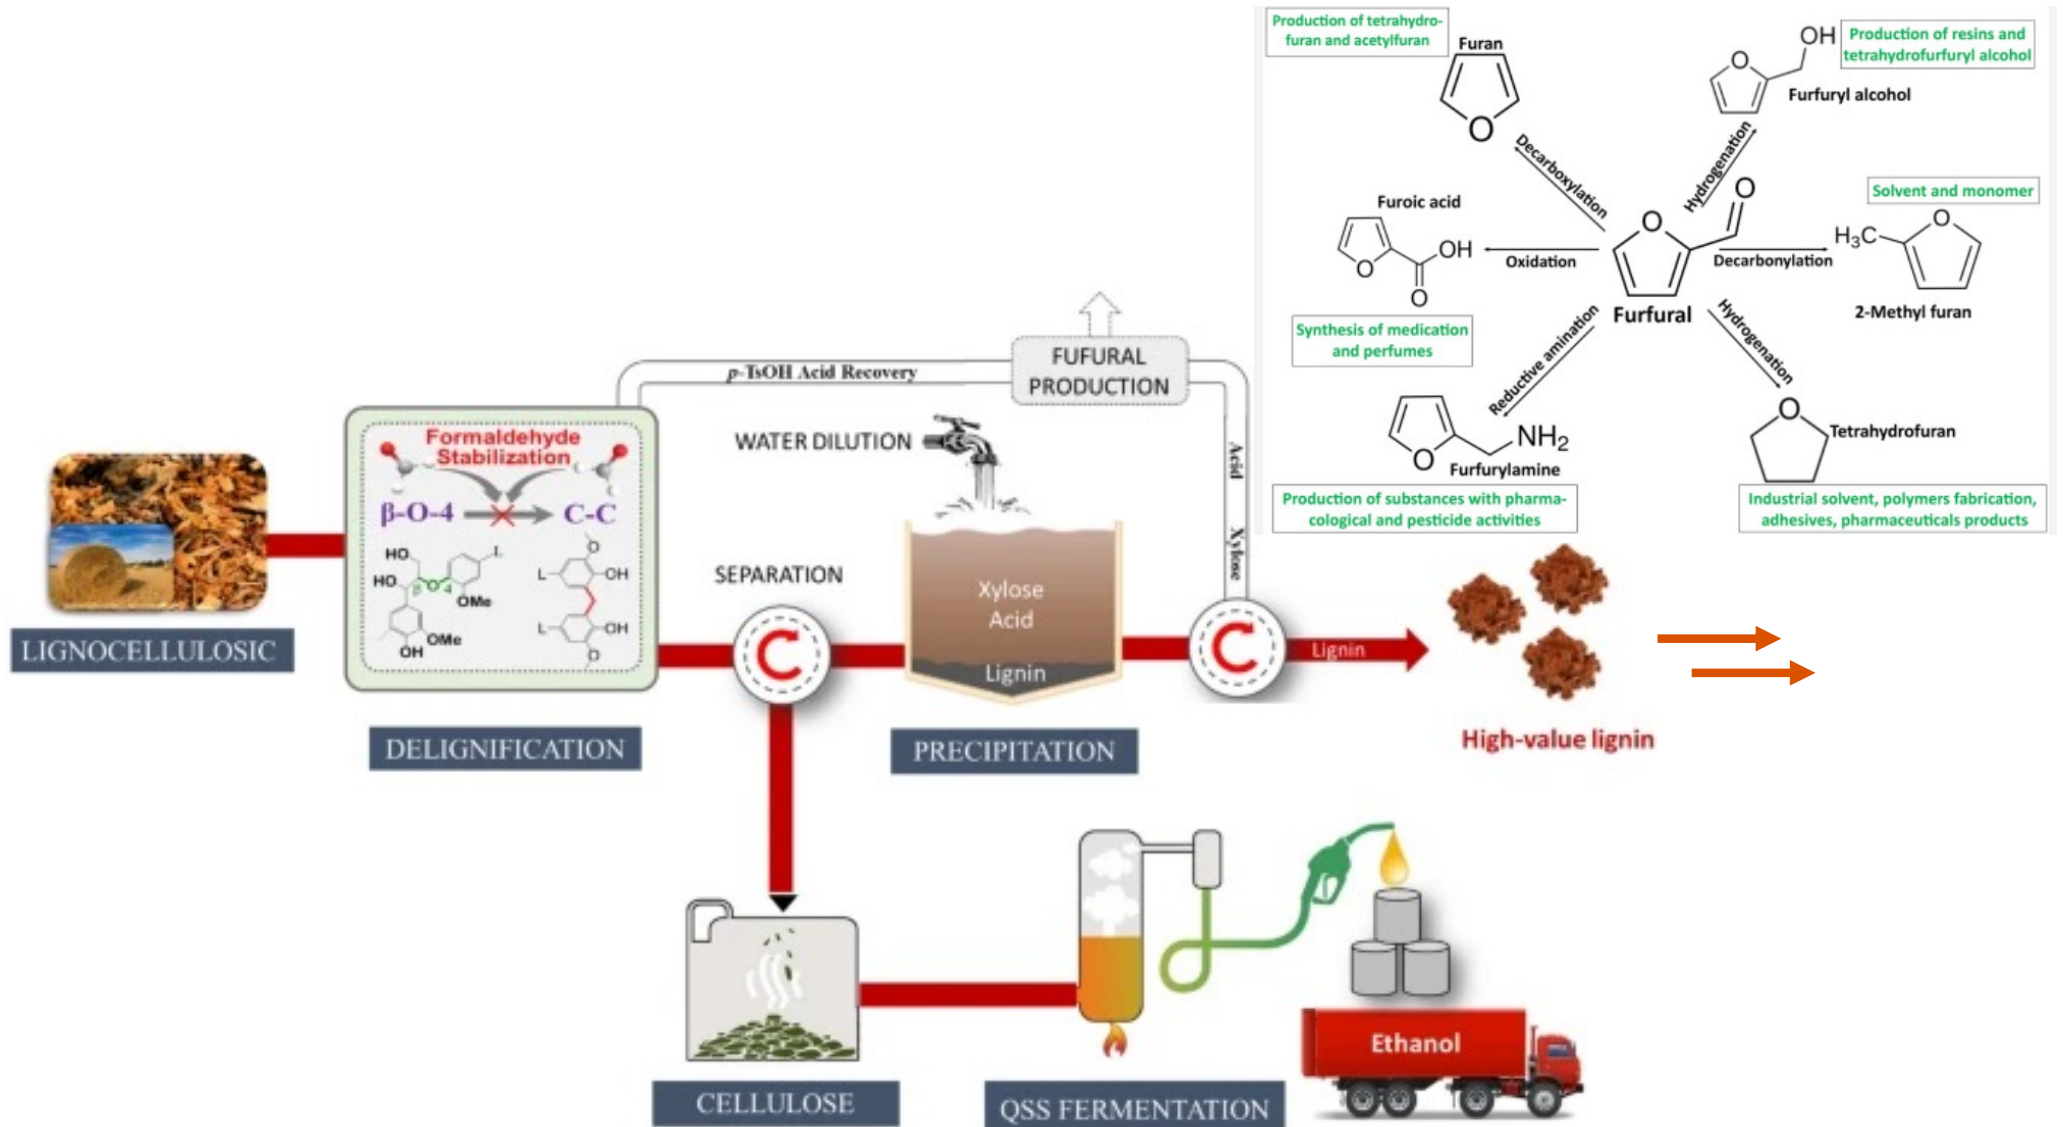 Production of tetrahydro-
furan and acetylfuran
Furan
O
OH
O
Production of resins and
tetrahydrofurfuryl alcohol
Furfuryl alcohol
Decarboxylation
Hydrogenation
Furoic acid
OH
O
O
Oxidation
Synthesis of medication
and perfumes
O
O
Furfural
Decarbonylation
Solvent and monomer
H3C
O
2-Methyl furan
Reductive amination
Hydrogenation
NH2
O
Furfurylamine
Production of substances with pharma-
cological and pesticide activities
O
Tetrahydrofuran
Industrial solvent, polymers fabrication,
adhesives, pharmaceuticals products
FUFURAL
PRODUCTION
p-TsOH Acid Recovery
Acid
Xylose
WATER DILUTION
Formaldehyde
Stabilization
β-O-4
C-C
HO
L
HO
β
O
4
OMe
OMe
OH
O
L
OH
L
OH
O
LIGNOCELLULOSIC
DELIGNIFICATION
SEPARATION
Xylose
Acid
Lignin
PRECIPITATION
Lignin
High-value lignin
CELLULOSE
QSS FERMENTATION
Ethanol